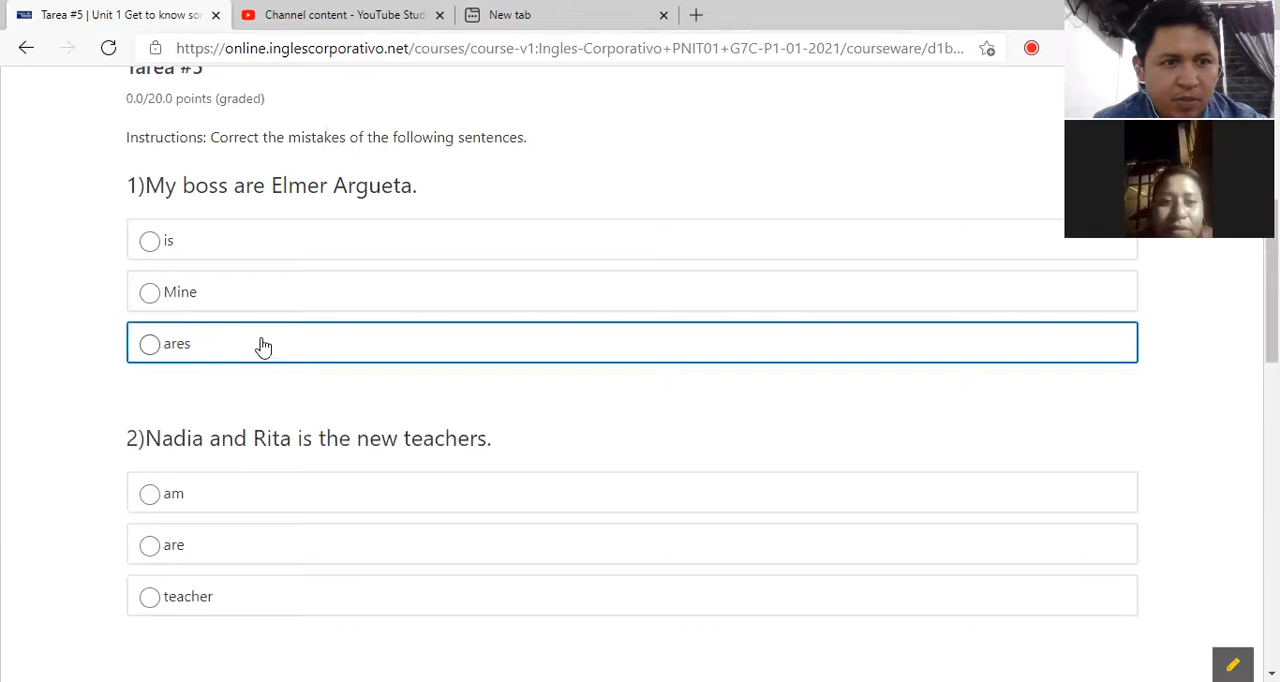 Tarea #5 | Unit 1 Get to know sor
Channel content - YouTube Stud
New tab
https://online.inglescorporativo.net/courses/course-v1:Ingles-Corporativo+PNIT01+G7C-P1-01-2021/courseware/d1b...
Tarea #5
0.0/20.0 points (graded)
Instructions: Correct the mistakes of the following sentences.
1)My boss are Elmer Argueta.
is
Mine
ares
2)Nadia and Rita is the new teachers.
am
are
teacher